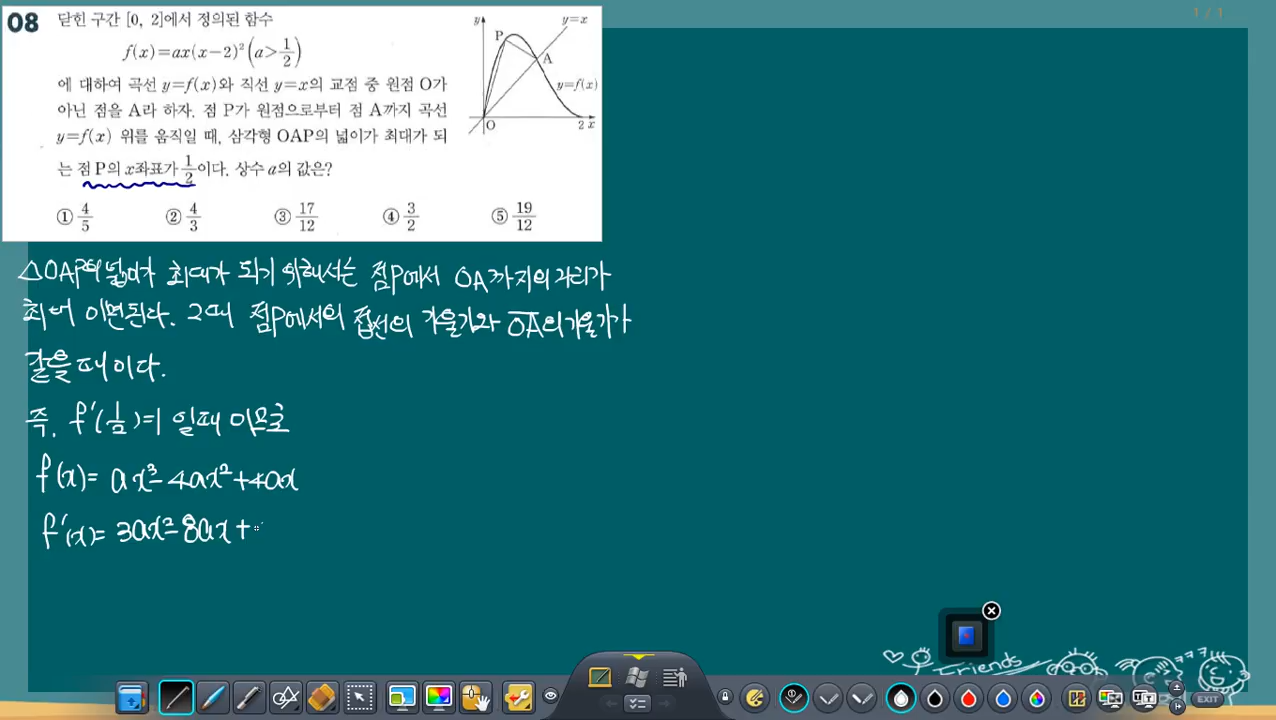 1 / 1
08 닫힌 구간 [0, 2]에서 정의된 함수
f(x)=ax(x-2)²(a>1/2)
에 대하여 곡선 y=f(x)와 직선 y=x의 교점 중 원점 O가
아닌 점을 A라 하자. 점 P가 원점으로부터 점 A까지 곡선
y=f(x) 위를 움직일 때, 삼각형 OAP의 넓이가 최대가 되
는 점 P의 x좌표가 1/2이다. 상수 a의 값은?
① 4/5 ② 4/3 ③ 17/12 ④ 3/2 ⑤ 19/12
y y=x
P
A
y=f(x)
O 2 x
△OAP의 넓이가 최대가 되기 위해서는 점P에서 OA까지의 거리가
최대 이면된다. 그때 점P에서의 접선의 기울기와 OA의 기울기가
같을 때 이다.
즉. f'(1/2)=1 일때 이므로
f(x)= ax³-4ax²+4ax
f'(x)= 3ax²-8ax+
Friends
???
EXIT